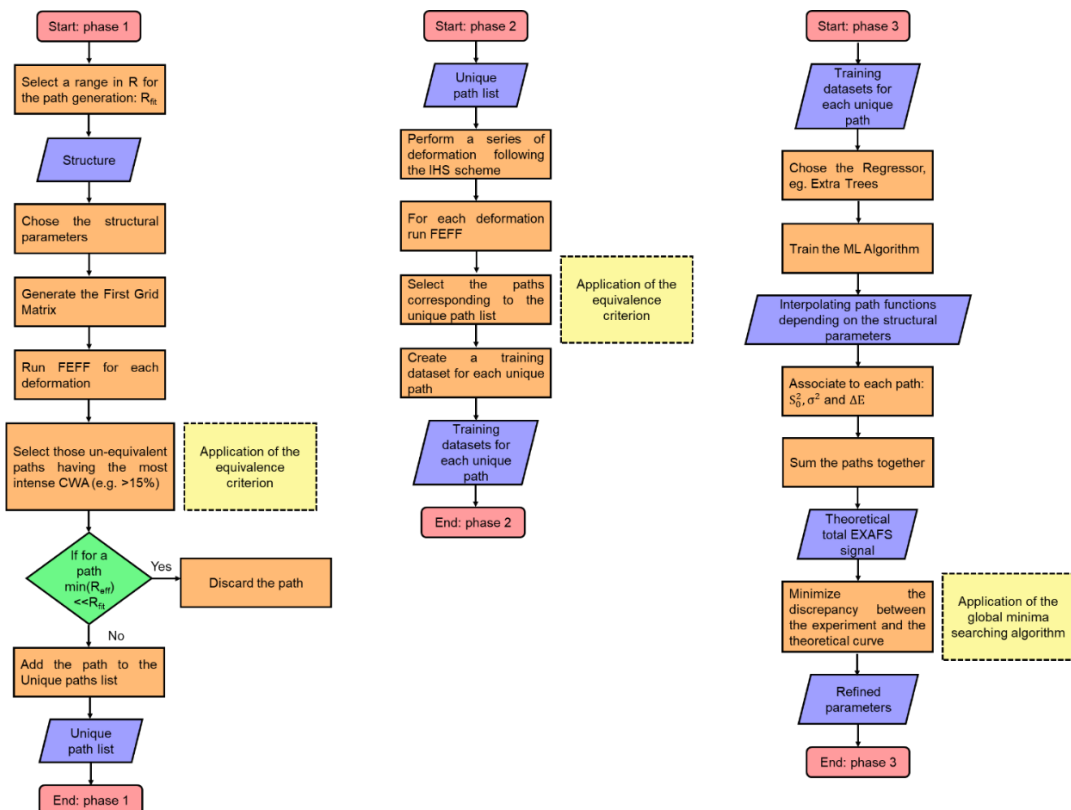 Start: phase 1
Select a range in R for
the path generation: Rfit
Structure
Chose the structural
parameters
Generate the First Grid
Matrix
Run FEFF for each
deformation
Select those un-equivalent
paths having the most
intense CWA (e.g. >15%)
Application of the
equivalence
criterion
If for a
path
min(Reff)
<<Rfit
Yes
Discard the path
No
Add the path to the
Unique paths list
Unique
path list
End: phase 1
Start: phase 2
Unique
path list
Perform a series of
deformation following
the IHS scheme
For each deformation
run FEFF
Select the paths
corresponding to the
unique path list
Application of the
equivalence
criterion
Create a training
dataset for each unique
path
Training
datasets for
each unique
path
End: phase 2
Start: phase 3
Training
datasets for
each unique
path
Chose the Regressor,
eg. Extra Trees
Train the ML Algorithm
Interpolating path functions
depending on the structural
parameters
Associate to each path:
S₀², σ² and ΔE
Sum the paths together
Theoretical
total EXAFS
signal
Minimize the
discrepancy between
the experiment and the
theoretical curve
Application of the
global minima
searching algorithm
Refined
parameters
End: phase 3